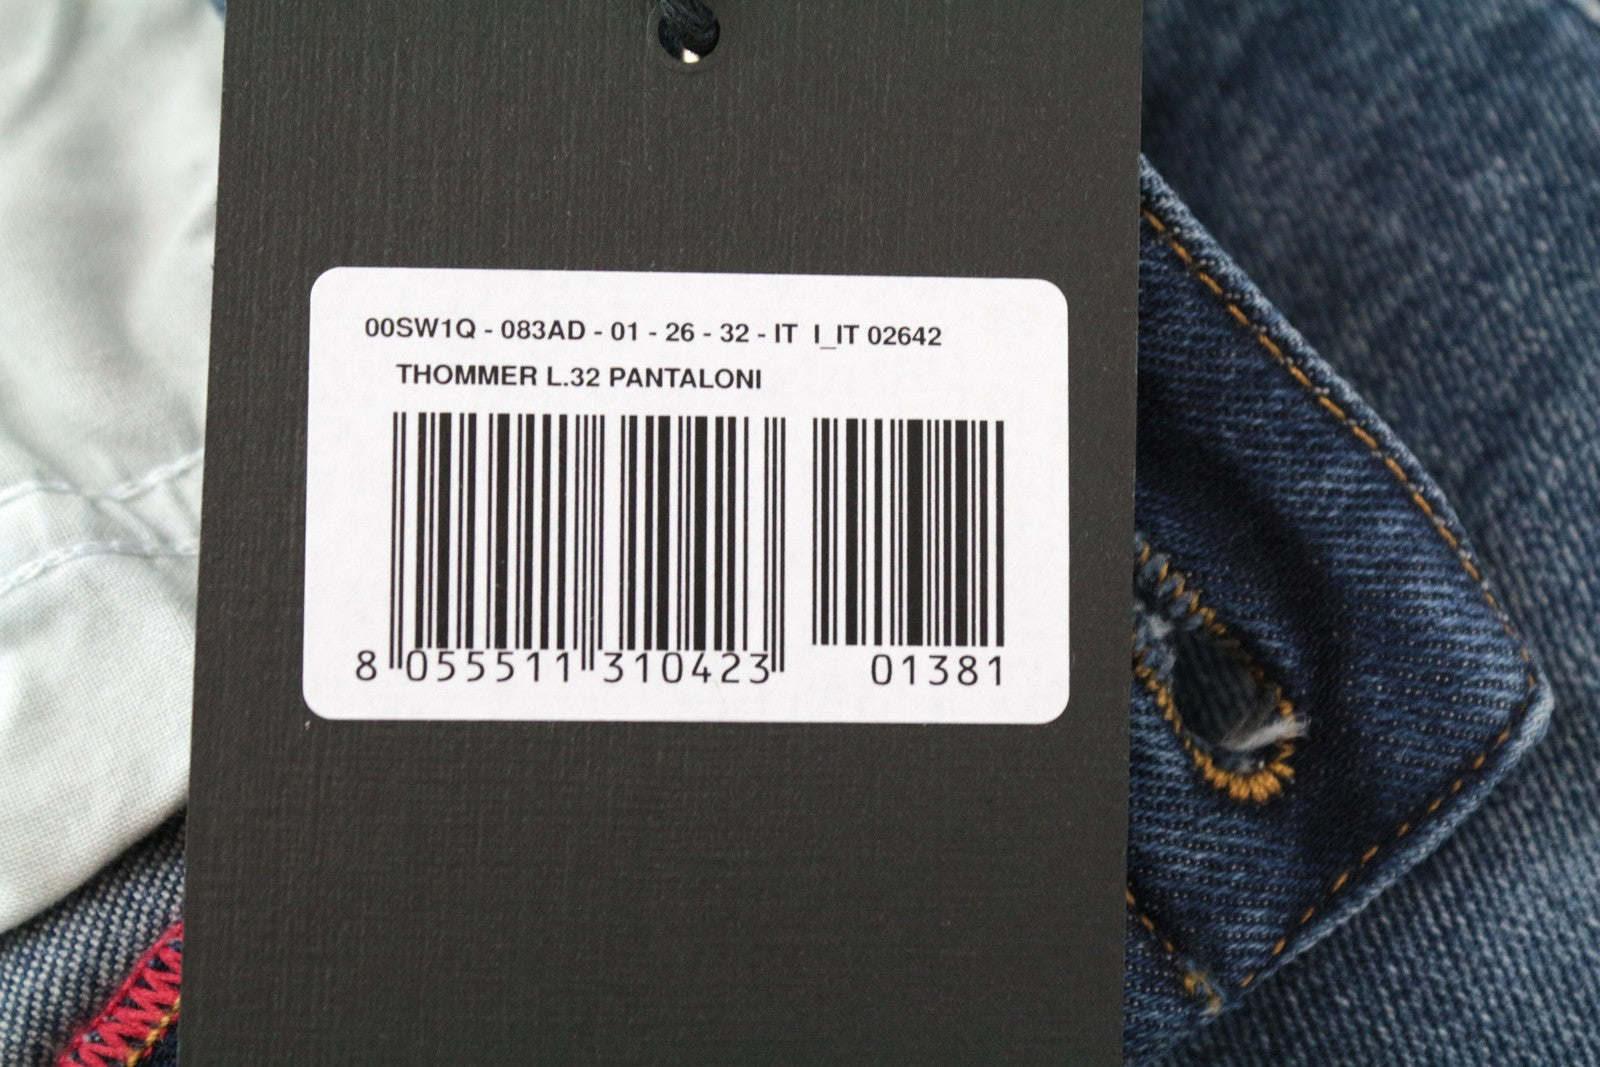 00SW1Q - 083AD - 01 - 26 - 32 - IT I_IT 02642
THOMMER L.32 PANTALONI
8 055511 310423 01381